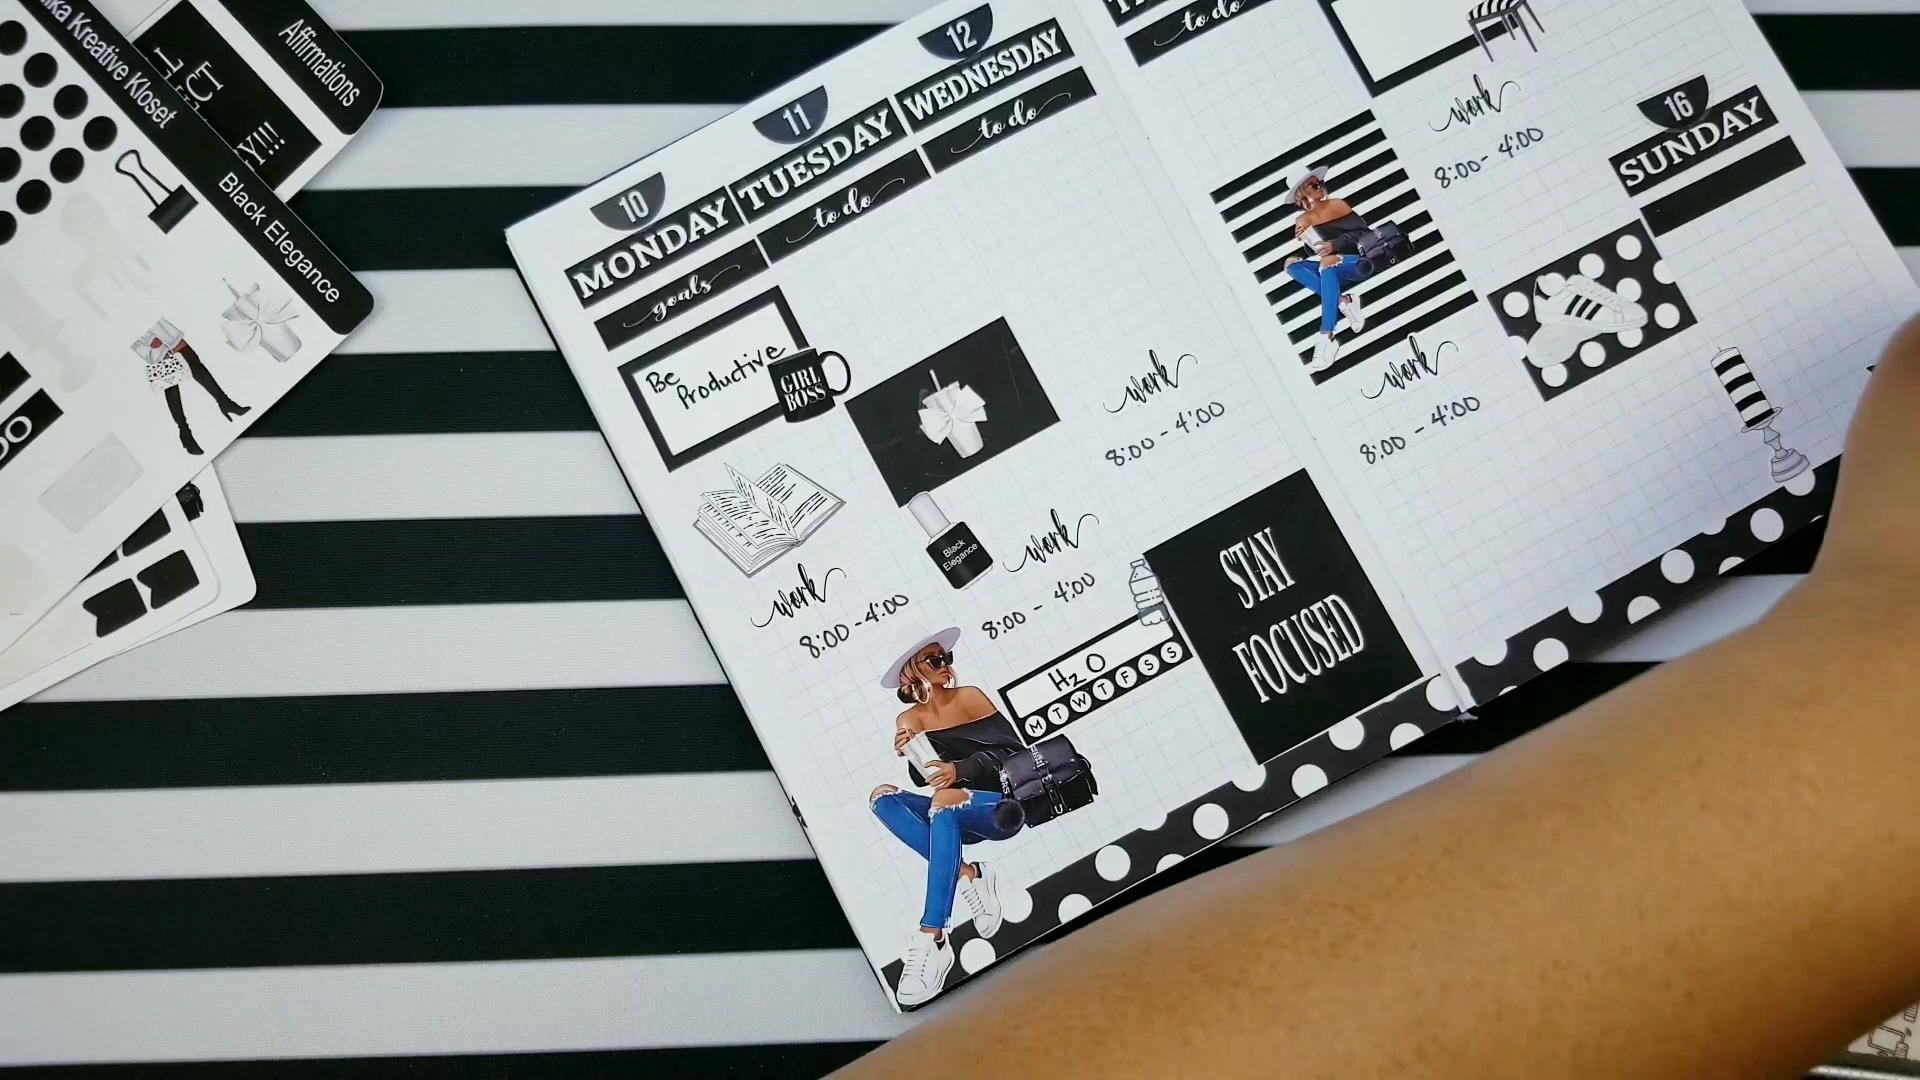 ka Kreative Kloset
Affirmations
Y!!!
Black Elegance
10
MONDAY
goals
Be
Productive
GIRL
BOSS
work
8:00 - 4:00
11
TUESDAY
to do
Black
Elegance
work
8:00 - 4:00
H2O
M T W T F S S
12
WEDNESDAY
to do
work
8:00 - 4:00
STAY
FOCUSED
to do
work
8:00 - 4:00
work
8:00 - 4:00
16
SUNDAY